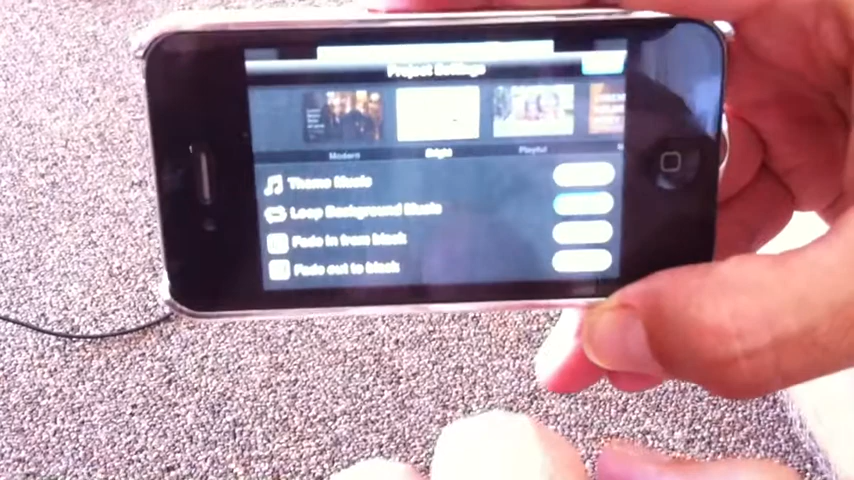 Project Settings
Modern
Bright
Playful
Theme Music
Loop Background Music
Fade in from black
Fade out to black